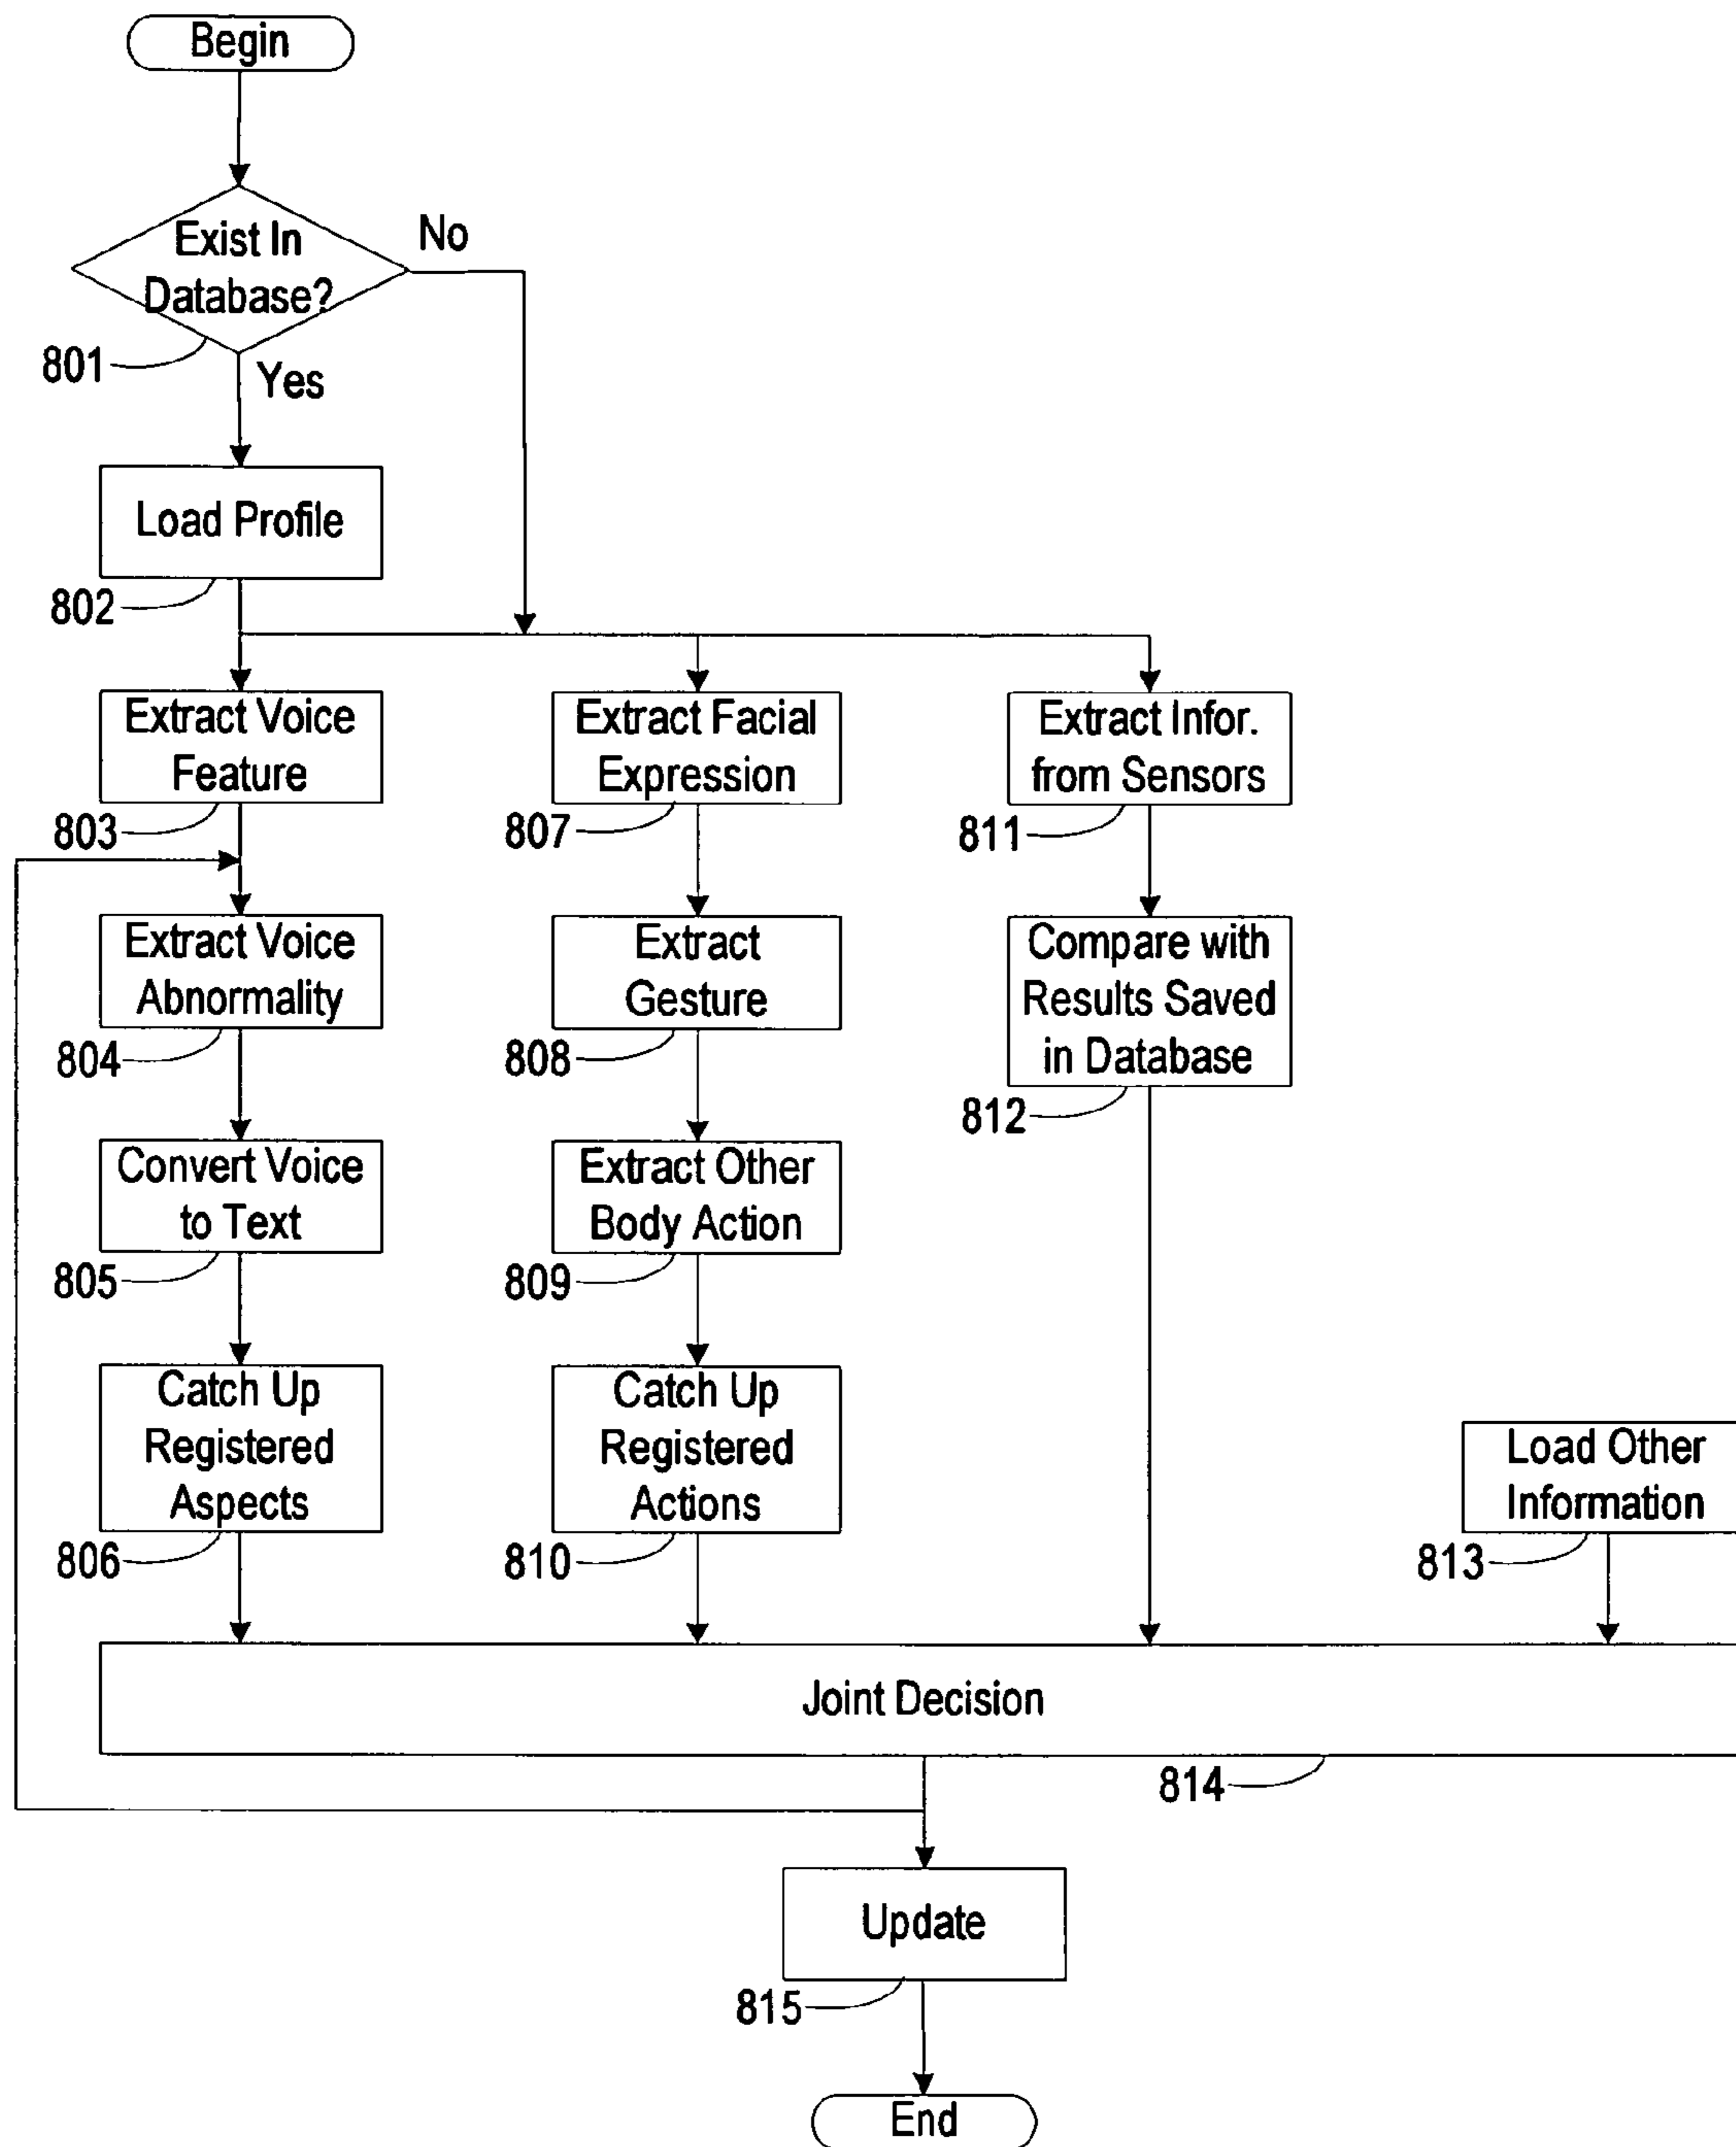 Begin
Exist In
Database?
No
801
Yes
Load Profile
802
Extract Voice
Feature
803
Extract Facial
Expression
807
Extract Infor.
from Sensors
811
Extract Voice
Abnormality
804
Extract
Gesture
808
Compare with
Results Saved
in Database
812
Convert Voice
to Text
805
Extract Other
Body Action
809
Catch Up
Registered
Aspects
806
Catch Up
Registered
Actions
810
Load Other
Information
813
Joint Decision
814
Update
815
End